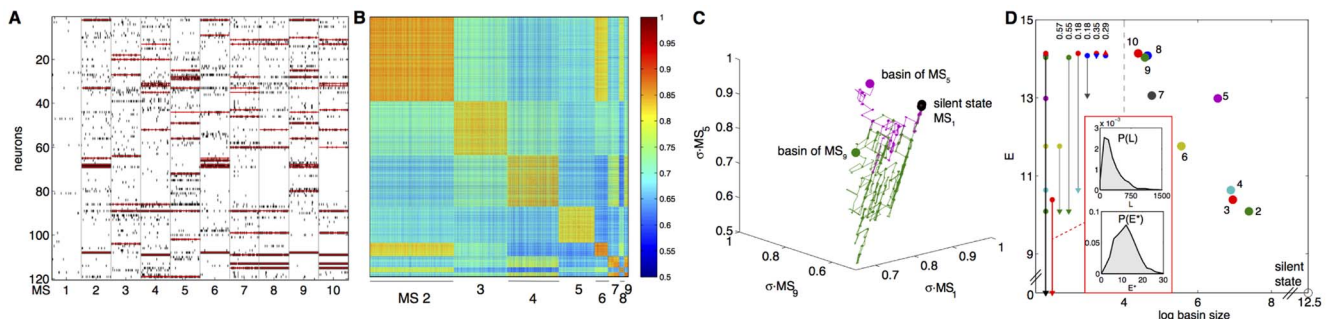 A
neurons
20
40
60
80
100
120
MS 1 2 3 4 5 6 7 8 9 10
B
MS 2 3 4 5 6 7 8 9
1
0.95
0.9
0.85
0.8
0.75
0.7
0.65
0.6
0.55
0.5
C
σ·MS5
1
0.9
0.8
0.7
0.6
0.5
basin of MS5
silent state
MS1
basin of MS9
1
0.8
0.6
σ·MS9
0.7
0.8
0.9
1
σ·MS1
D
E
15
13
11
9
0
0.57
0.55
0.18
0.18
0.35
0.29
10
8
9
7
5
6
4
3
2
x 10⁻³
P(L)
3
2
1
0
0 750 1500
L
P(E*)
0.1
0.05
0
0 10 20 30
E*
silent
state
4 6 8 12.5
log basin size